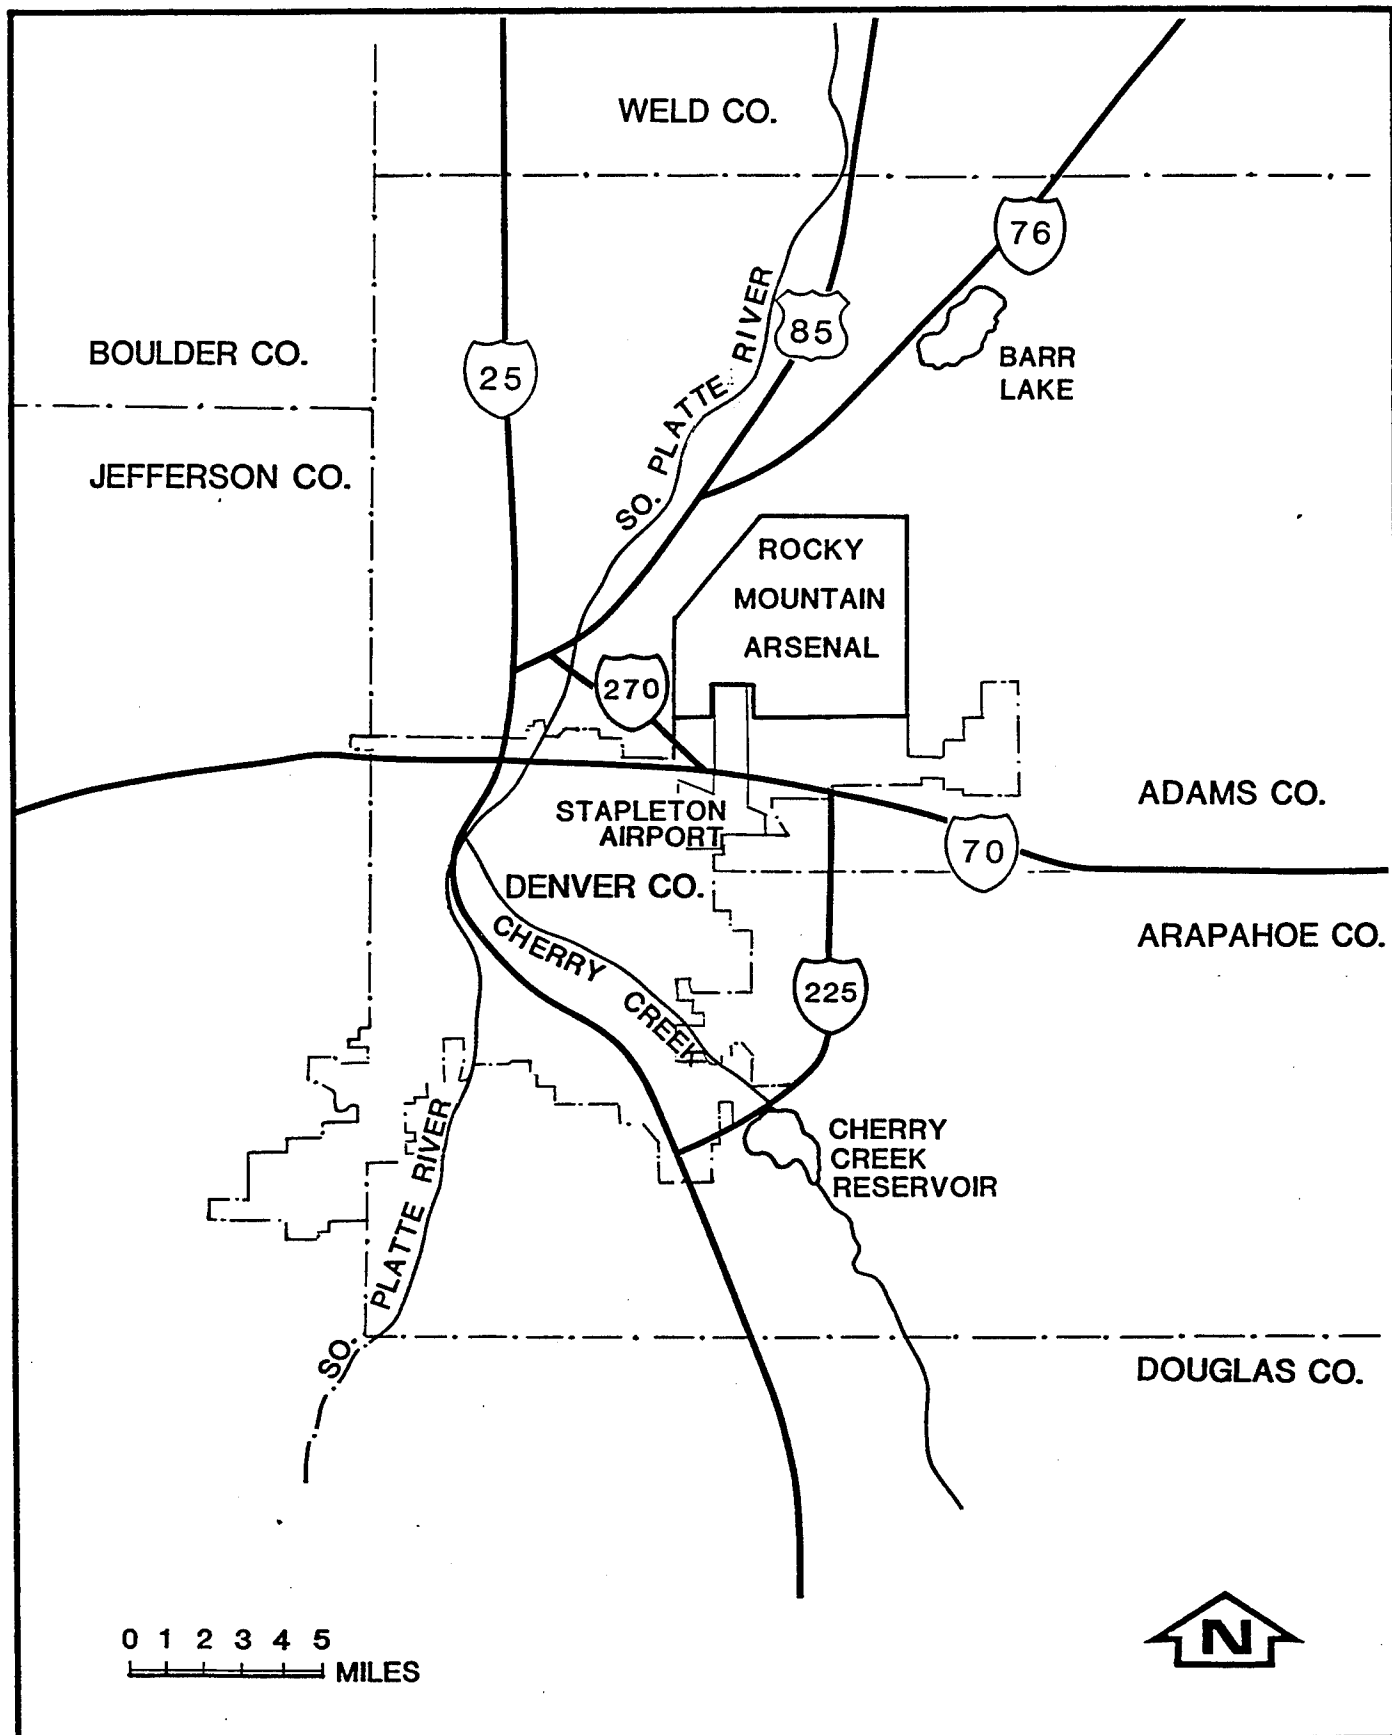 WELD CO.
76
SO. PLATTE RIVER
85
BOULDER CO.
25
BARR
LAKE
JEFFERSON CO.
ROCKY
MOUNTAIN
ARSENAL
270
STAPLETON
AIRPORT
ADAMS CO.
70
DENVER CO.
CHERRY CREEK
ARAPAHOE CO.
225
CHERRY
CREEK
RESERVOIR
SO. PLATTE RIVER
DOUGLAS CO.
0 1 2 3 4 5
MILES
N